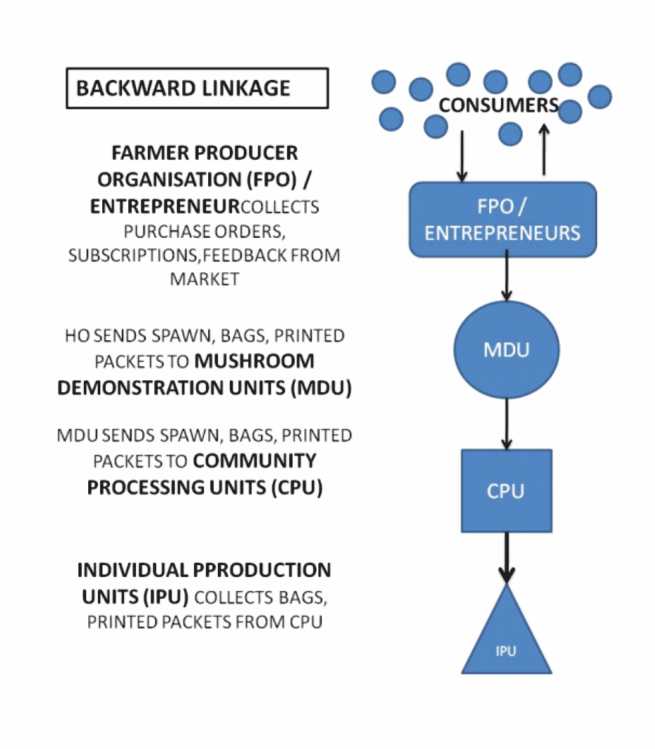 BACKWARD LINKAGE
CONSUMERS
FARMER PRODUCER
ORGANISATION (FPO) /
ENTREPRENEURCOLLECTS
PURCHASE ORDERS,
SUBSCRIPTIONS,FEEDBACK FROM
MARKET
FPO /
ENTREPRENEURS
HO SENDS SPAWN, BAGS, PRINTED
PACKETS TO MUSHROOM
DEMONSTRATION UNITS (MDU)
MDU
MDU SENDS SPAWN, BAGS, PRINTED
PACKETS TO COMMUNITY
PROCESSING UNITS (CPU)
CPU
INDIVIDUAL PPRODUCTION
UNITS (IPU) COLLECTS BAGS,
PRINTED PACKETS FROM CPU
IPU